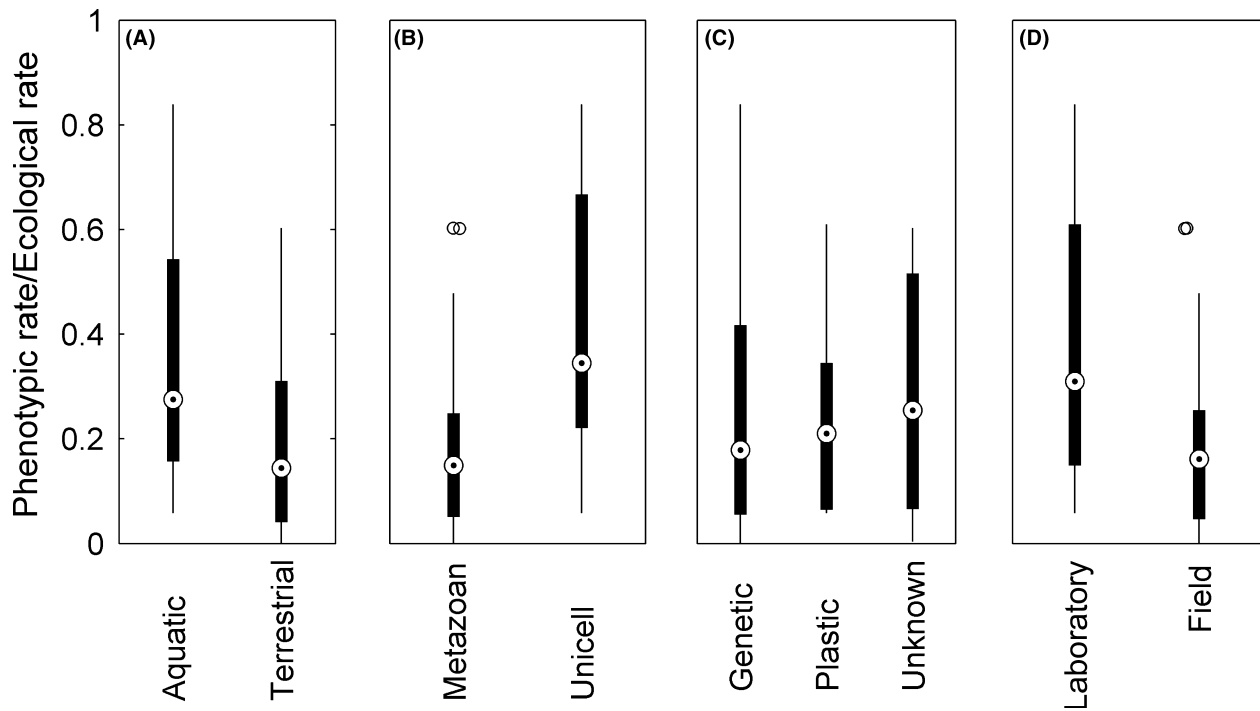 Phenotypic rate/Ecological rate
1
0.8
0.6
0.4
0.2
0
(A)
Aquatic
Terrestrial
(B)
Metazoan
Unicell
(C)
Genetic
Plastic
Unknown
(D)
Laboratory
Field